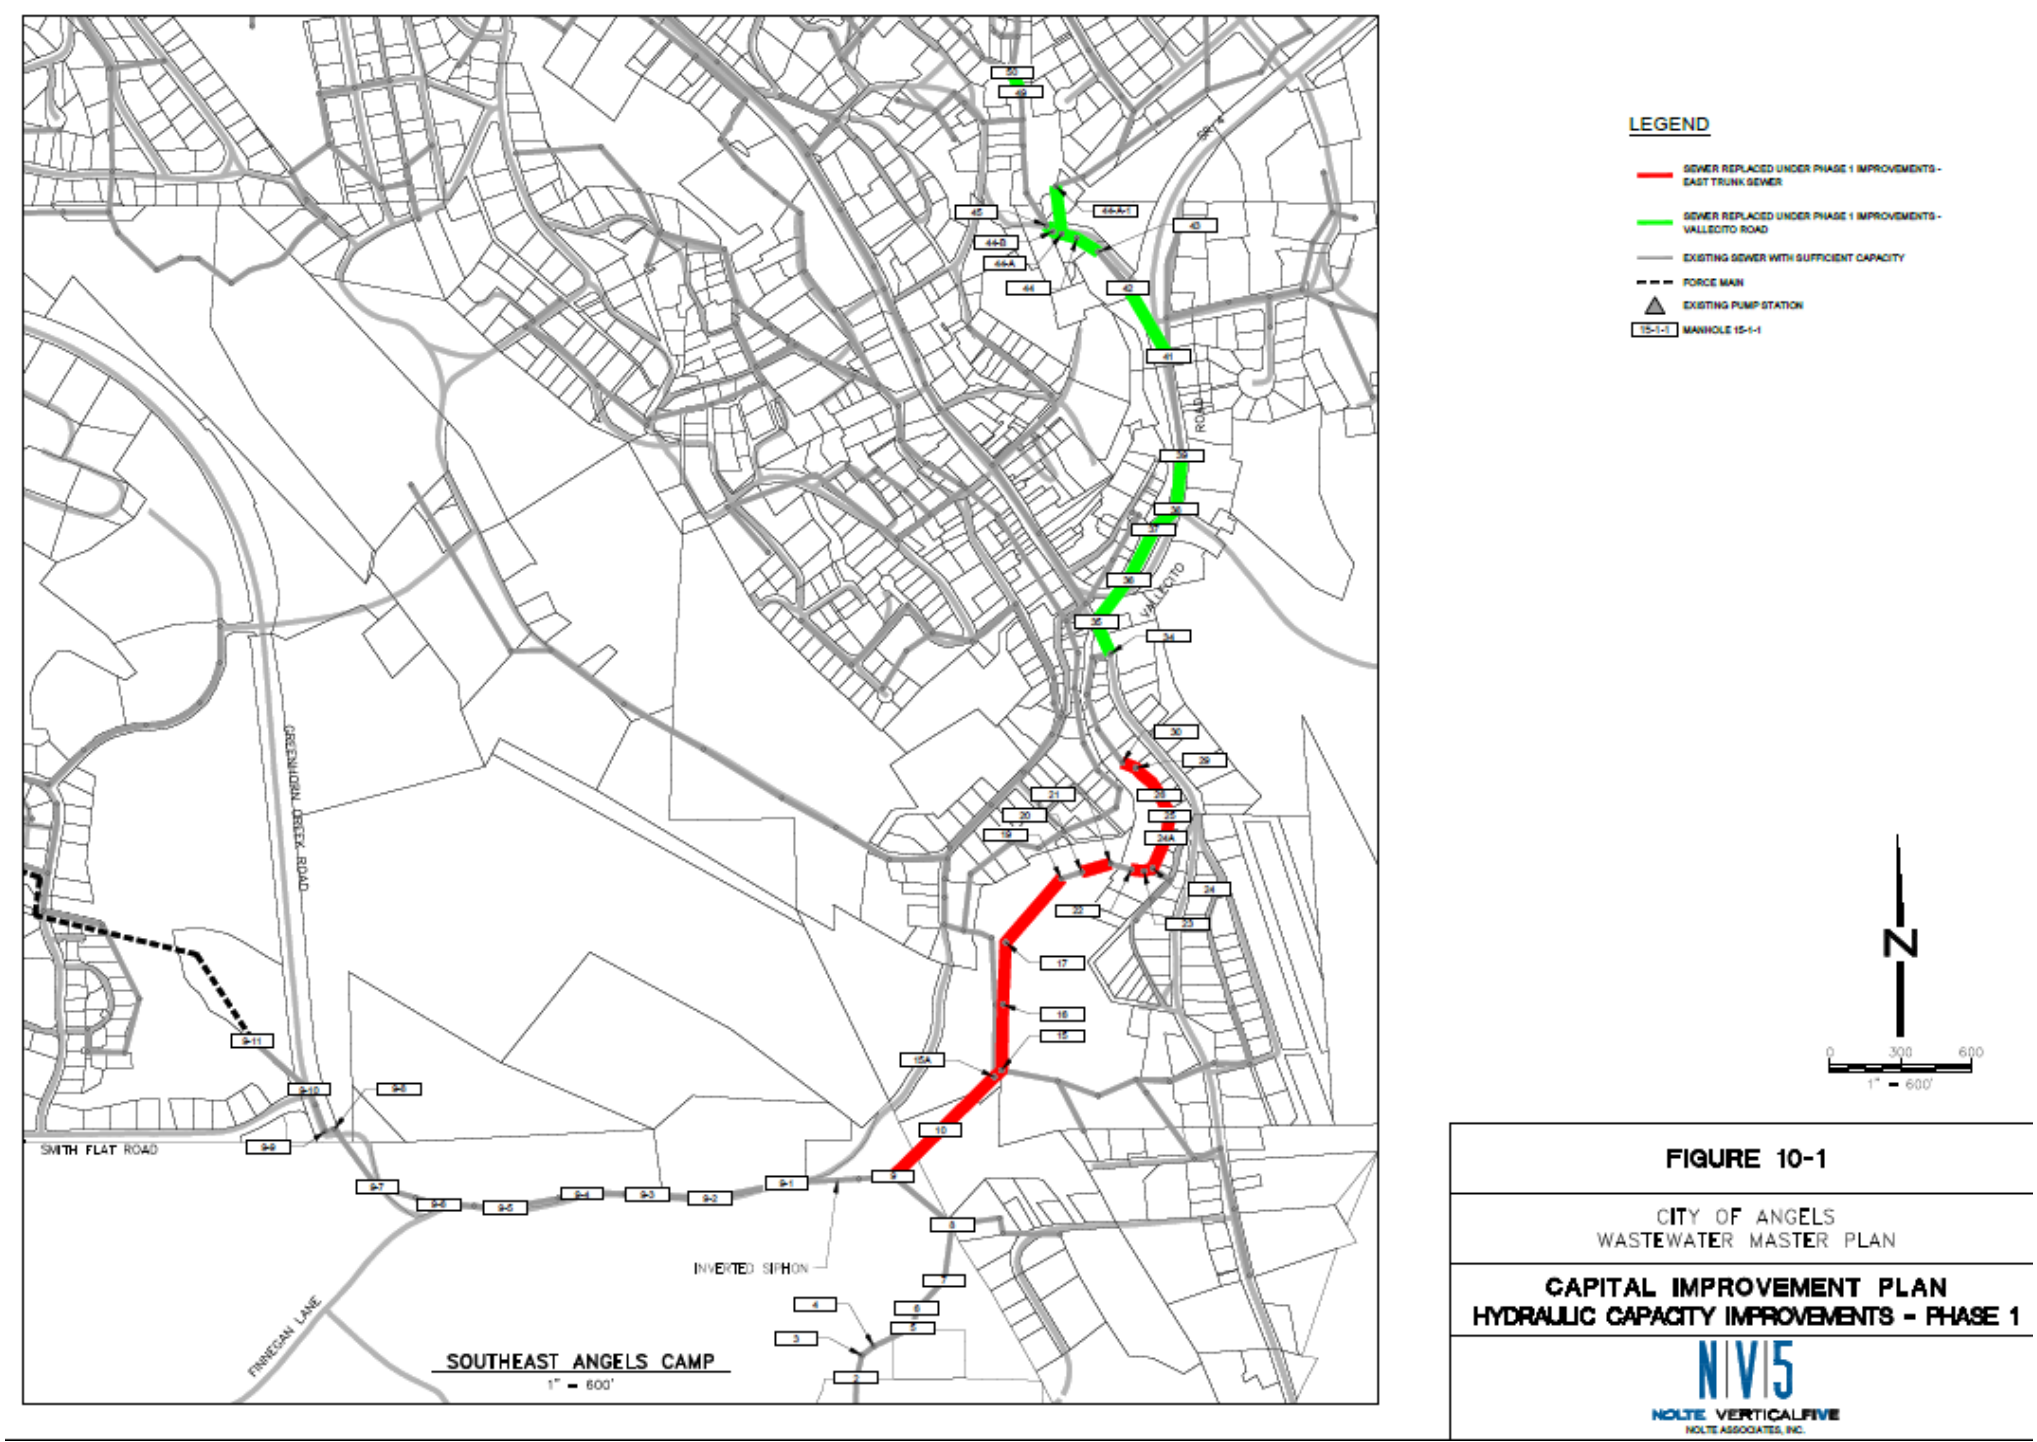 50
49
SR 4
45
44-A-1
43
44-B
44-A
44
42
41
ROAD
39
38
37
36
VALLECITO
35
34
30
29
21
26
20
25
19
24A
24
22
23
17
16
15
15A
10
9
GREENHORN CREEK ROAD
9-11
9-10
9-8
9-9
SMITH FLAT ROAD
9-7
9-6
9-5
9-4
9-3
9-2
9-1
8
INVERTED SIPHON
7
6
5
4
3
2
FINNEGAN LANE
SOUTHEAST ANGELS CAMP
1" = 600'
LEGEND
SEWER REPLACED UNDER PHASE 1 IMPROVEMENTS -
EAST TRUNK SEWER
SEWER REPLACED UNDER PHASE 1 IMPROVEMENTS -
VALLECITO ROAD
EXISTING SEWER WITH SUFFICIENT CAPACITY
FORCE MAIN
EXISTING PUMP STATION
15-1-1 MANHOLE 15-1-1
N
0 300 600
1" = 600'
FIGURE 10-1
CITY OF ANGELS
WASTEWATER MASTER PLAN
CAPITAL IMPROVEMENT PLAN
HYDRAULIC CAPACITY IMPROVEMENTS - PHASE 1
N|V|5
NOLTE VERTICALFIVE
NOLTE ASSOCIATES, INC.